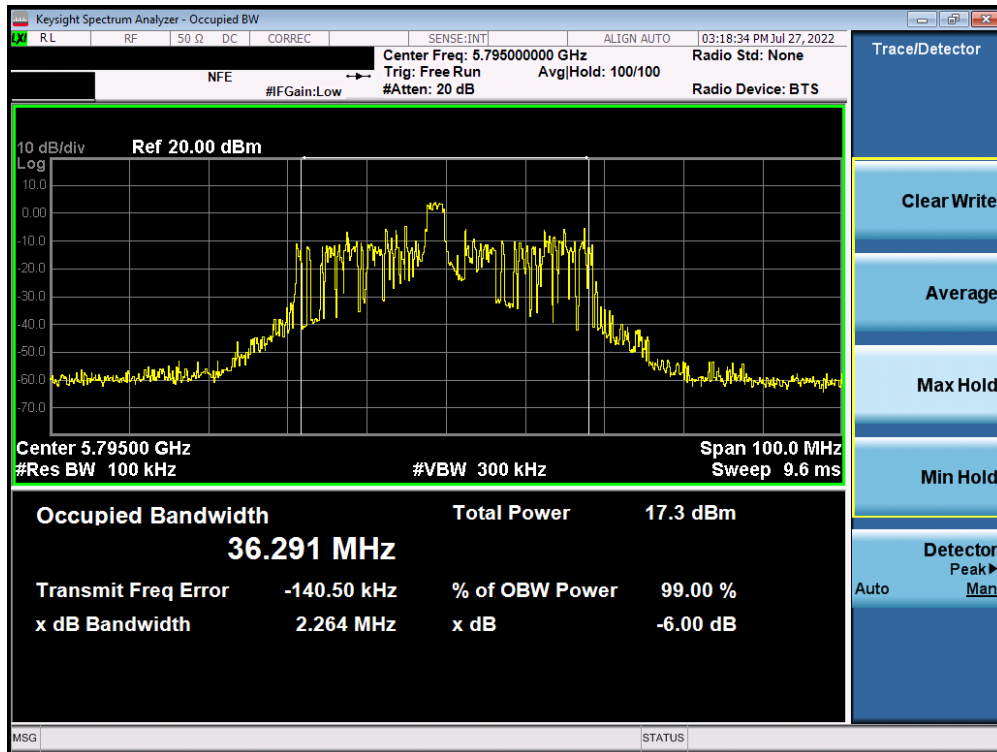 Keysight Spectrum Analyzer - Occupied BW
LXI RL RF 50 Ω DC CORREC SENSE:INT ALIGN AUTO 03:18:34 PM Jul 27, 2022
Center Freq: 5.795000000 GHz Radio Std: None
NFE Trig: Free Run Avg|Hold: 100/100
#IFGain:Low #Atten: 20 dB Radio Device: BTS
10 dB/div Ref 20.00 dBm
Log
10.0
0.00
-10.0
-20.0
-30.0
-40.0
-50.0
-60.0
-70.0
Center 5.79500 GHz Span 100.0 MHz
#Res BW 100 kHz #VBW 300 kHz Sweep 9.6 ms
Occupied Bandwidth Total Power 17.3 dBm
36.291 MHz
Transmit Freq Error -140.50 kHz % of OBW Power 99.00 %
x dB Bandwidth 2.264 MHz x dB -6.00 dB
MSG STATUS
Trace/Detector
Clear Write
Average
Max Hold
Min Hold
Detector
Peak▶
Auto Man